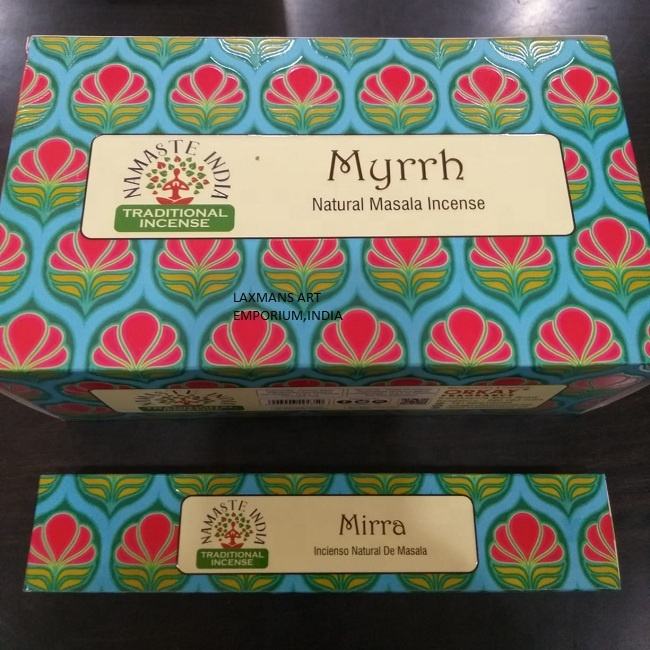 NAMASTE INDIA
TRADITIONAL
INCENSE
Myrrh
Natural Masala Incense
LAXMANS ART
EMPORIUM,INDIA
ORKAY
NAMASTE INDIA
TRADITIONAL
INCENSE
Mirra
Incienso Natural De Masala